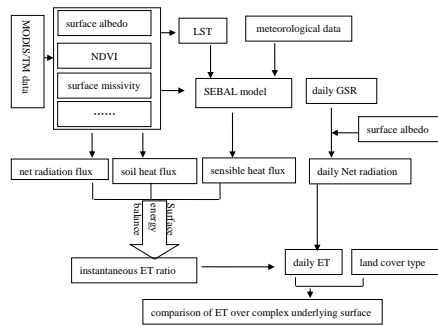 MODIS/TM data
surface albedo
NDVI
surface missivity
......
LST
meteorological data
SEBAL model
daily GSR
surface albedo
net radiation flux
soil heat flux
sensible heat flux
daily Net radiation
Surface
energy
balance
instantaneous ET ratio
daily ET
land cover type
comparison of ET over complex underlying surface